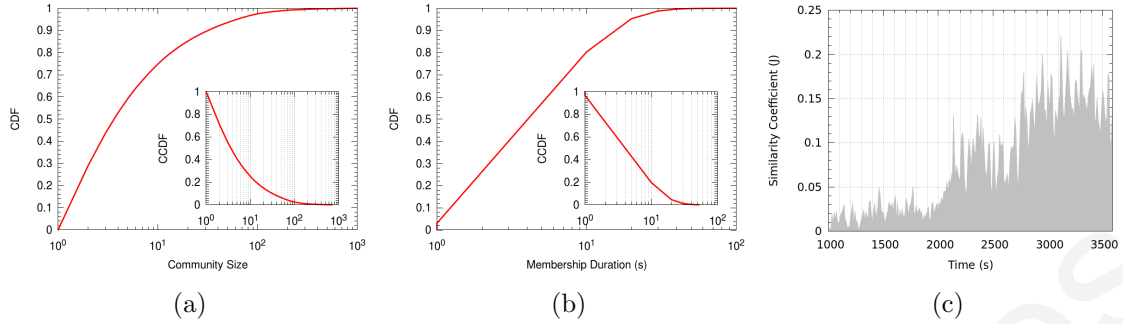 CDF
1
0.9
0.8
0.7
0.6
0.5
0.4
0.3
0.2
0.1
0
10^0 10^1 10^2 10^3
Community Size
CCDF
1
0.8
0.6
0.4
0.2
0
10^0 10^1 10^2 10^3
(a)
CDF
1
0.9
0.8
0.7
0.6
0.5
0.4
0.3
0.2
0.1
0
10^0 10^1 10^2
Membership Duration (s)
CCDF
1
0.8
0.6
0.4
0.2
0
10^0 10^1 10^2
(b)
Similarity Coefficient (J)
0.25
0.2
0.15
0.1
0.05
0
1000 1500 2000 2500 3000 3500
Time (s)
(c)